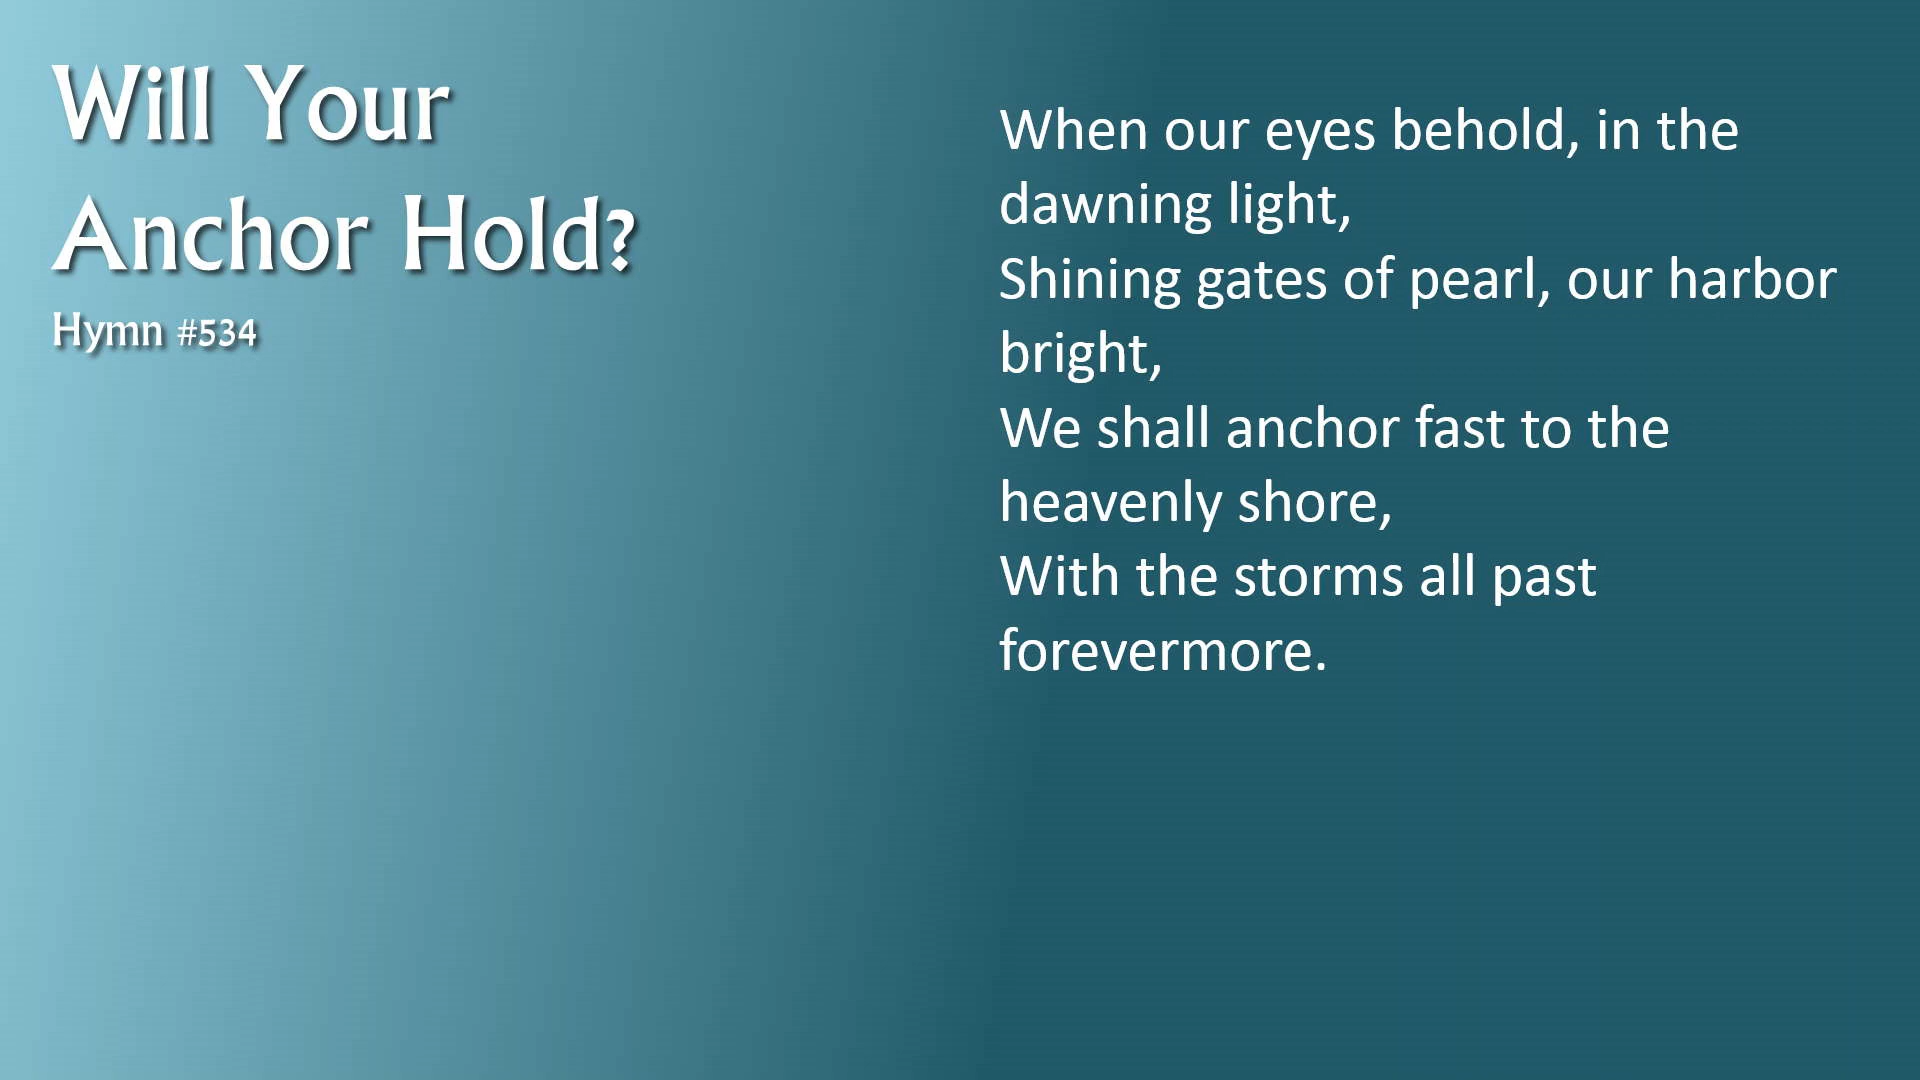 Will Your
Anchor Hold?
Hymn #534
When our eyes behold, in the
dawning light,
Shining gates of pearl, our harbor
bright,
We shall anchor fast to the
heavenly shore,
With the storms all past
forevermore.